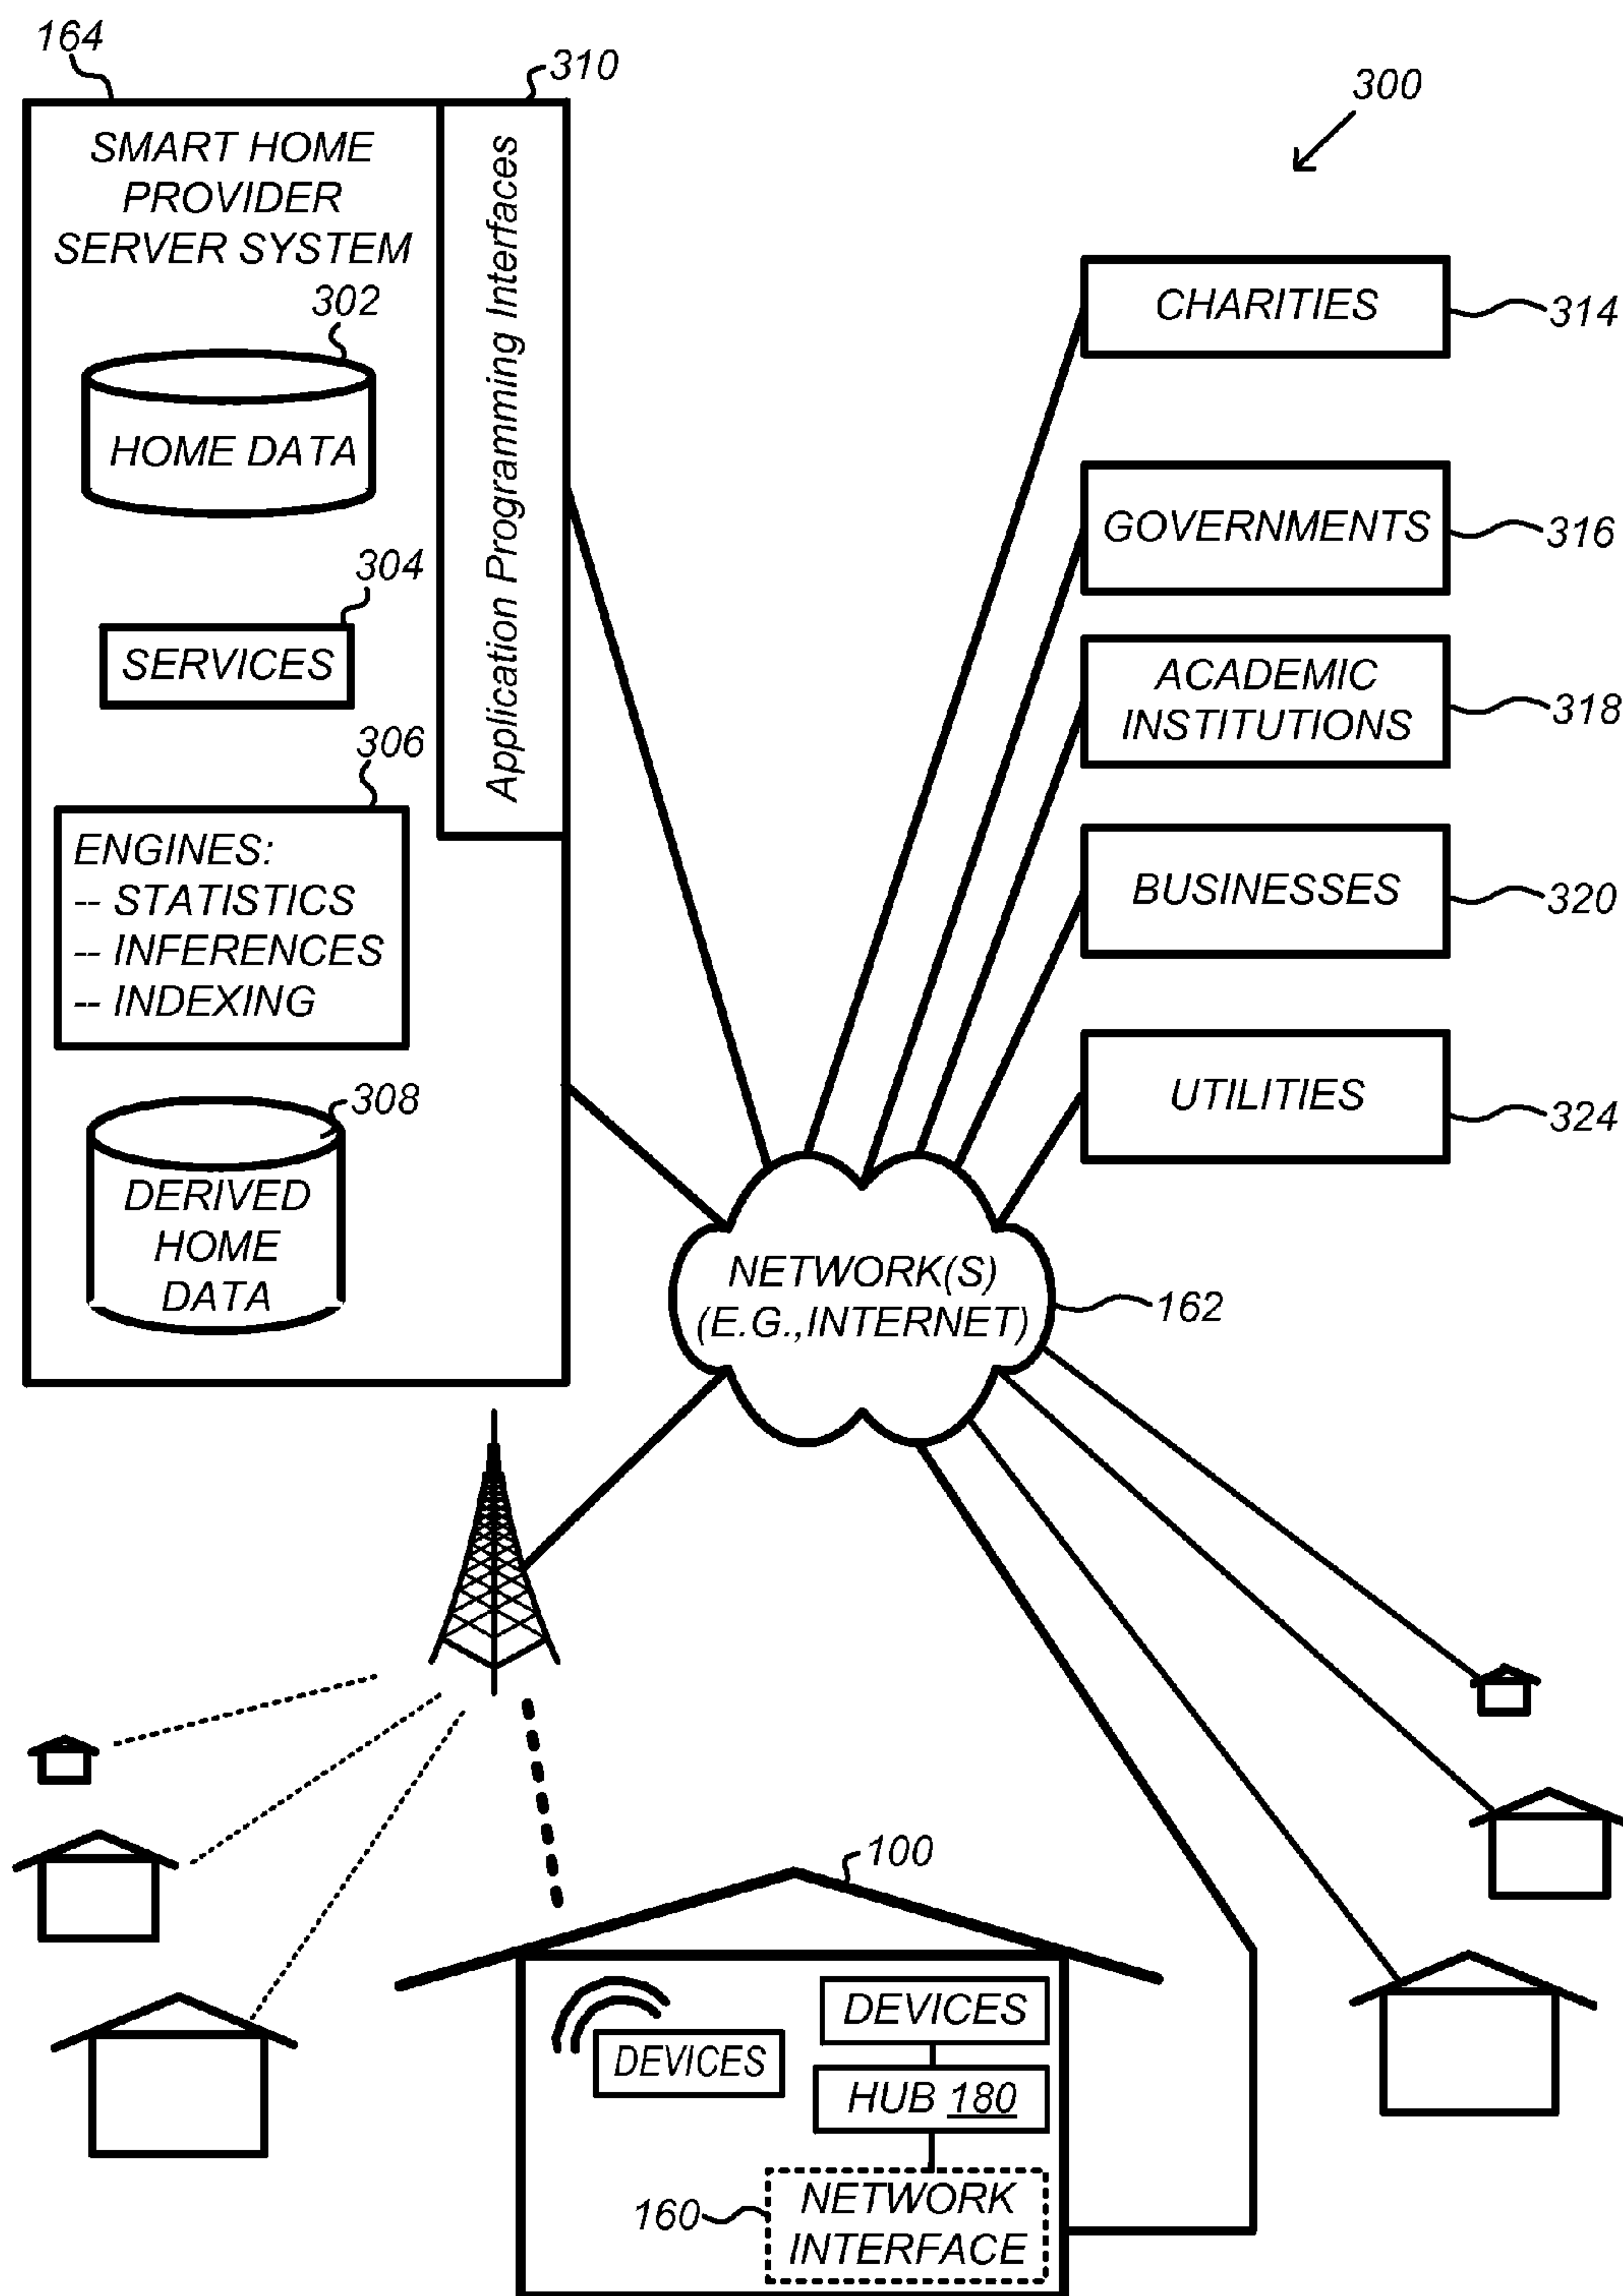 164
310
300
SMART HOME
PROVIDER
SERVER SYSTEM
Application Programming Interfaces
302
HOME DATA
304
SERVICES
306
ENGINES:
-- STATISTICS
-- INFERENCES
-- INDEXING
308
DERIVED
HOME
DATA
CHARITIES
314
GOVERNMENTS
316
ACADEMIC
INSTITUTIONS
318
BUSINESSES
320
UTILITIES
324
NETWORK(S)
(E.G.,INTERNET)
162
100
DEVICES
DEVICES
HUB 180
160
NETWORK
INTERFACE